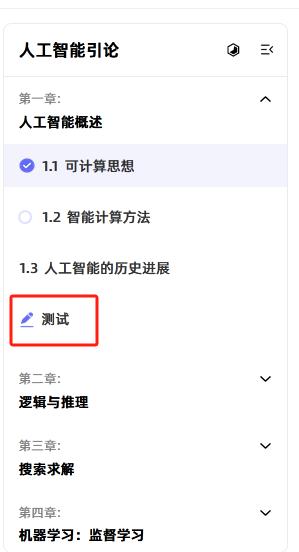 人工智能引论
第一章:
人工智能概述
1.1 可计算思想
1.2 智能计算方法
1.3 人工智能的历史进展
测试
第二章:
逻辑与推理
第三章:
搜索求解
第四章:
机器学习：监督学习